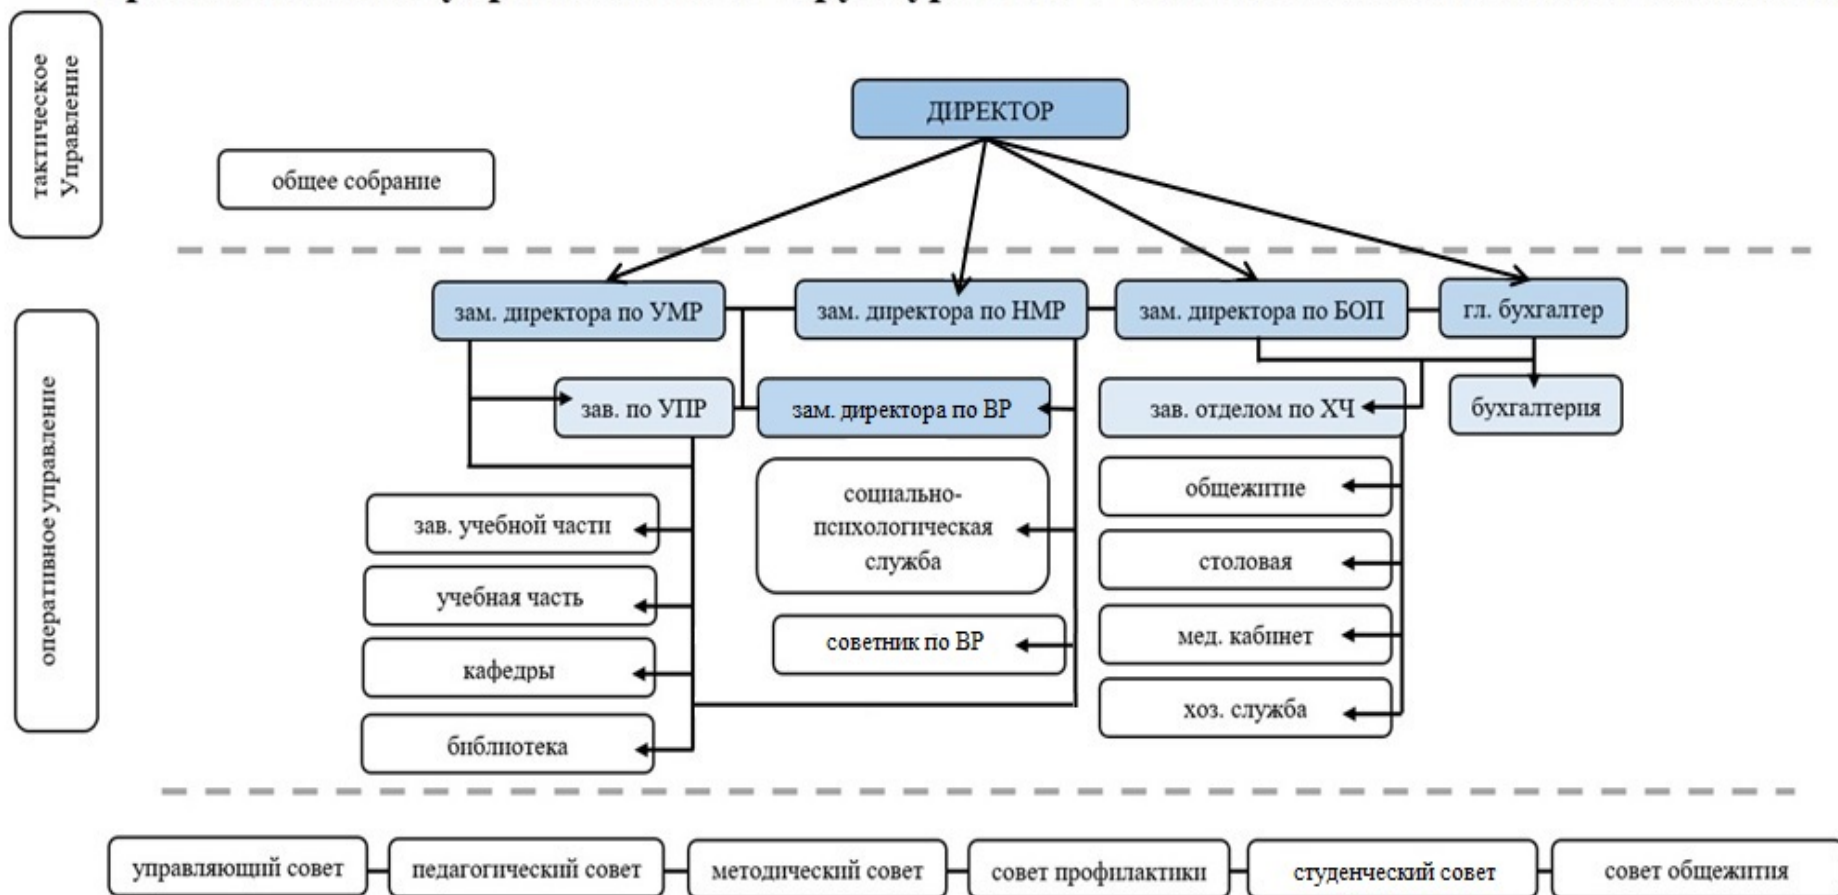 тактическое
Управление
ДИРЕКТОР
общее собрание
оперативное управление
зам. директора по УМР
зам. директора по НМР
зам. директора по БОП
гл. бухгалтер
зав. по УПР
зам. директора по ВР
зав. отделом по ХЧ
бухгалтерия
зав. учебной части
учебная часть
кафедры
библиотека
социально-
психологическая
служба
советник по ВР
общежитие
столовая
мед. кабинет
хоз. служба
управляющий совет
педагогический совет
методический совет
совет профилактики
студенческий совет
совет общежития